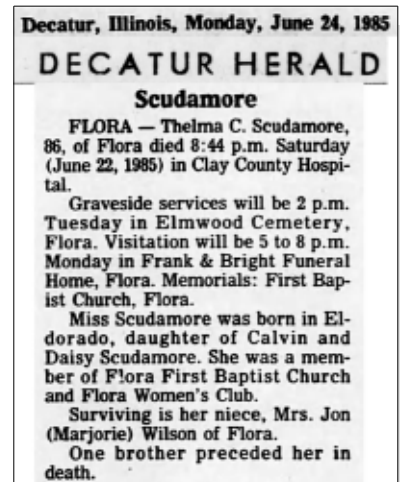 Decatur, Illinois, Monday, June 24, 1985
DECATUR HERALD
Scudamore
FLORA — Thelma C. Scudamore,
86, of Flora died 8:44 p.m. Saturday
(June 22, 1985) in Clay County Hospi-
tal.
Graveside services will be 2 p.m.
Tuesday in Elmwood Cemetery,
Flora. Visitation will be 5 to 8 p.m.
Monday in Frank & Bright Funeral
Home, Flora. Memorials: First Bap-
ist Church, Flora.
Miss Scudamore was born in El-
dorado, daughter of Calvin and
Daisy Scudamore. She was a mem-
ber of Flora First Baptist Church
and Flora Women's Club.
Surviving is her niece, Mrs. Jon
(Marjorie) Wilson of Flora.
One brother preceded her in
death.